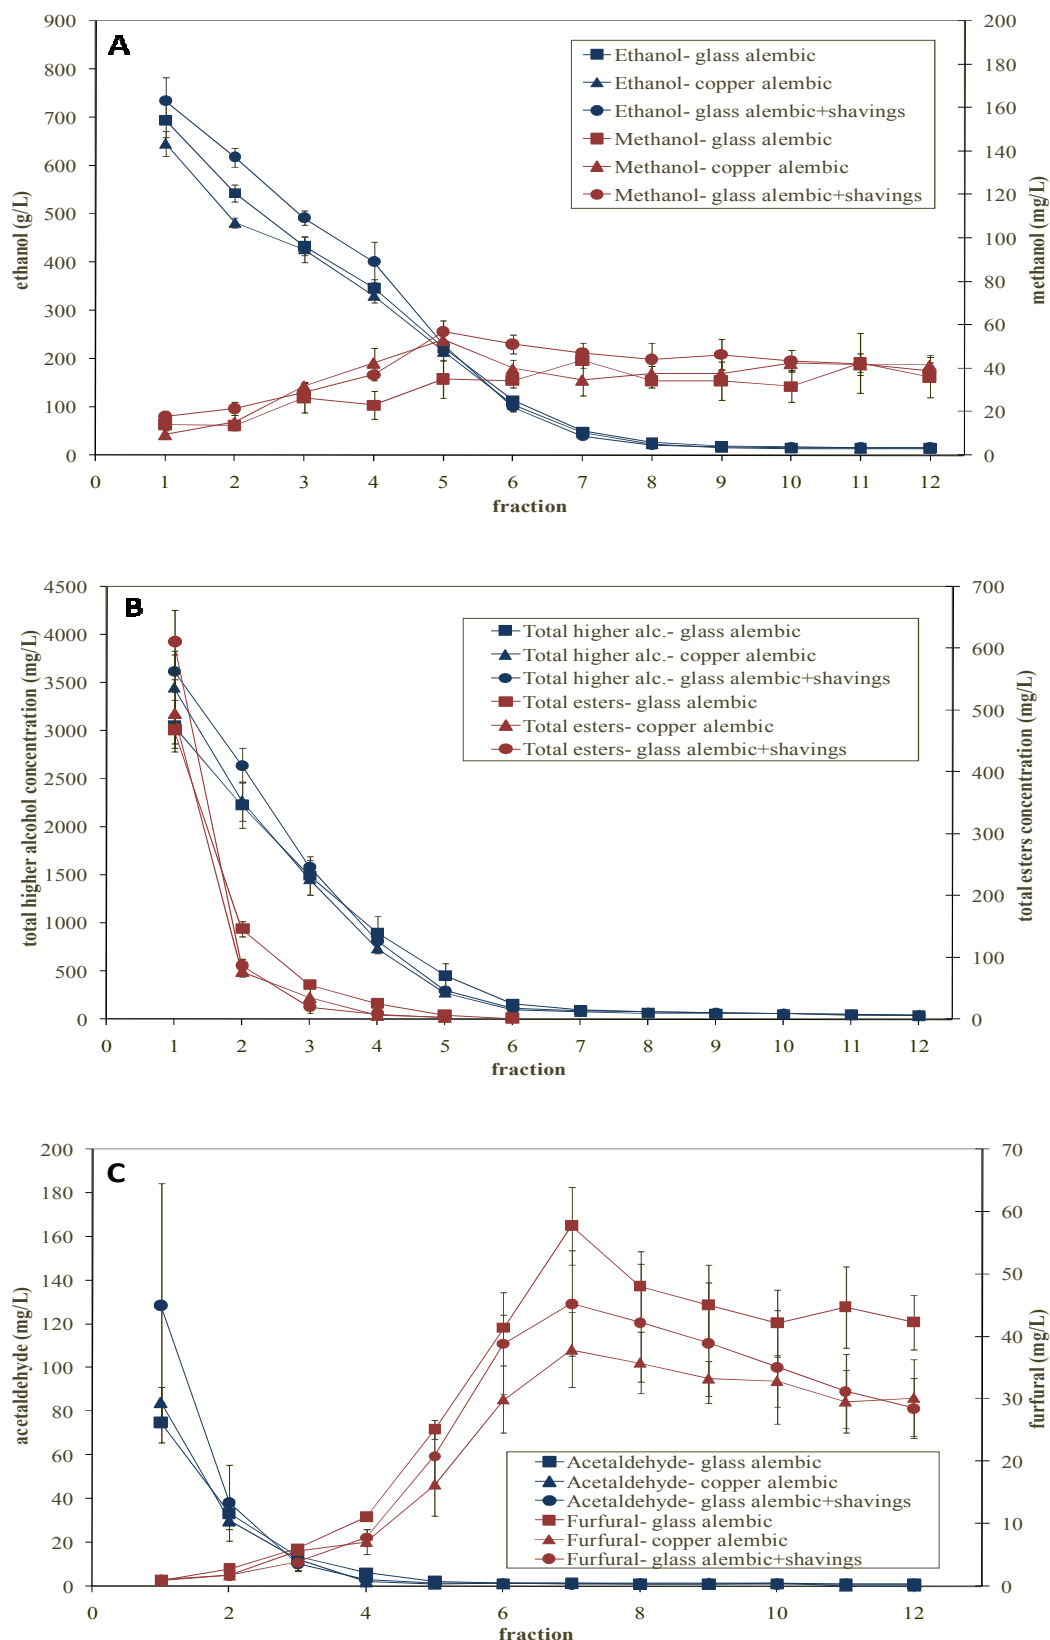 A
900
800
700
600
500
400
300
200
100
0
ethanol (g/L)
200
180
160
140
120
100
80
60
40
20
0
methanol (mg/L)
Ethanol- glass alembic
Ethanol- copper alembic
Ethanol- glass alembic+shavings
Methanol- glass alembic
Methanol- copper alembic
Methanol- glass alembic+shavings
0 1 2 3 4 5 6 7 8 9 10 11 12
fraction
B
4500
4000
3500
3000
2500
2000
1500
1000
500
0
total higher alcohol concentration (mg/L)
700
600
500
400
300
200
100
0
total esters concentration (mg/L)
Total higher alc.- glass alembic
Total higher alc.- copper alembic
Total higher alc.- glass alembic+shavings
Total esters- glass alembic
Total esters- copper alembic
Total esters- glass alembic+shavings
0 1 2 3 4 5 6 7 8 9 10 11 12
fraction
C
200
180
160
140
120
100
80
60
40
20
0
acetaldehyde (mg/L)
70
60
50
40
30
20
10
0
furfural (mg/L)
Acetaldehyde- glass alembic
Acetaldehyde- copper alembic
Acetaldehyde- glass alembic+shavings
Furfural- glass alembic
Furfural- copper alembic
Furfural- glass alembic+shavings
0 2 4 6 8 10 12
fraction